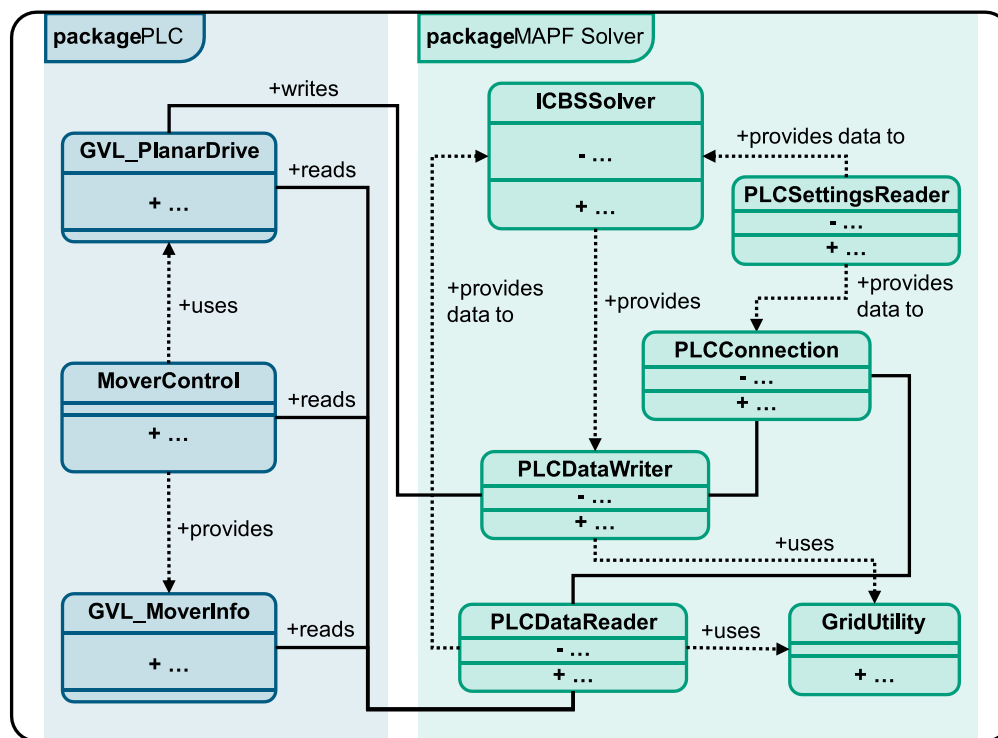 packagePLC
packageMAPF Solver
+writes
GVL_PlanarDrive
+ ...
+reads
+uses
MoverControl
+ ...
+reads
+provides
GVL_MoverInfo
+ ...
+reads
ICBSSolver
- ...
+ ...
+provides data to
PLCSettingsReader
- ...
+ ...
+provides
data to
+provides
+provides
data to
PLCConnection
- ...
+ ...
PLCDataWriter
- ...
+ ...
+uses
PLCDataReader
- ...
+ ...
+uses
GridUtility
+ ...